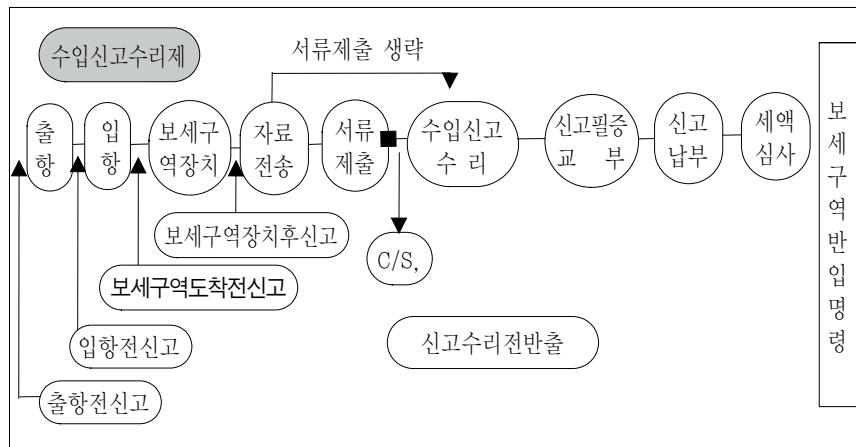 수입신고수리제
서류제출 생략
출
항
입
항
보세구
역장치
자료
전송
서류
제출
수입신고
수 리
신고필증
교 부
신고
납부
세액
심사
보세구역장치후신고
C/S,
보세구역도착전신고
입항전신고
신고수리전반출
출항전신고
보
세
구
역
반
입
명
령